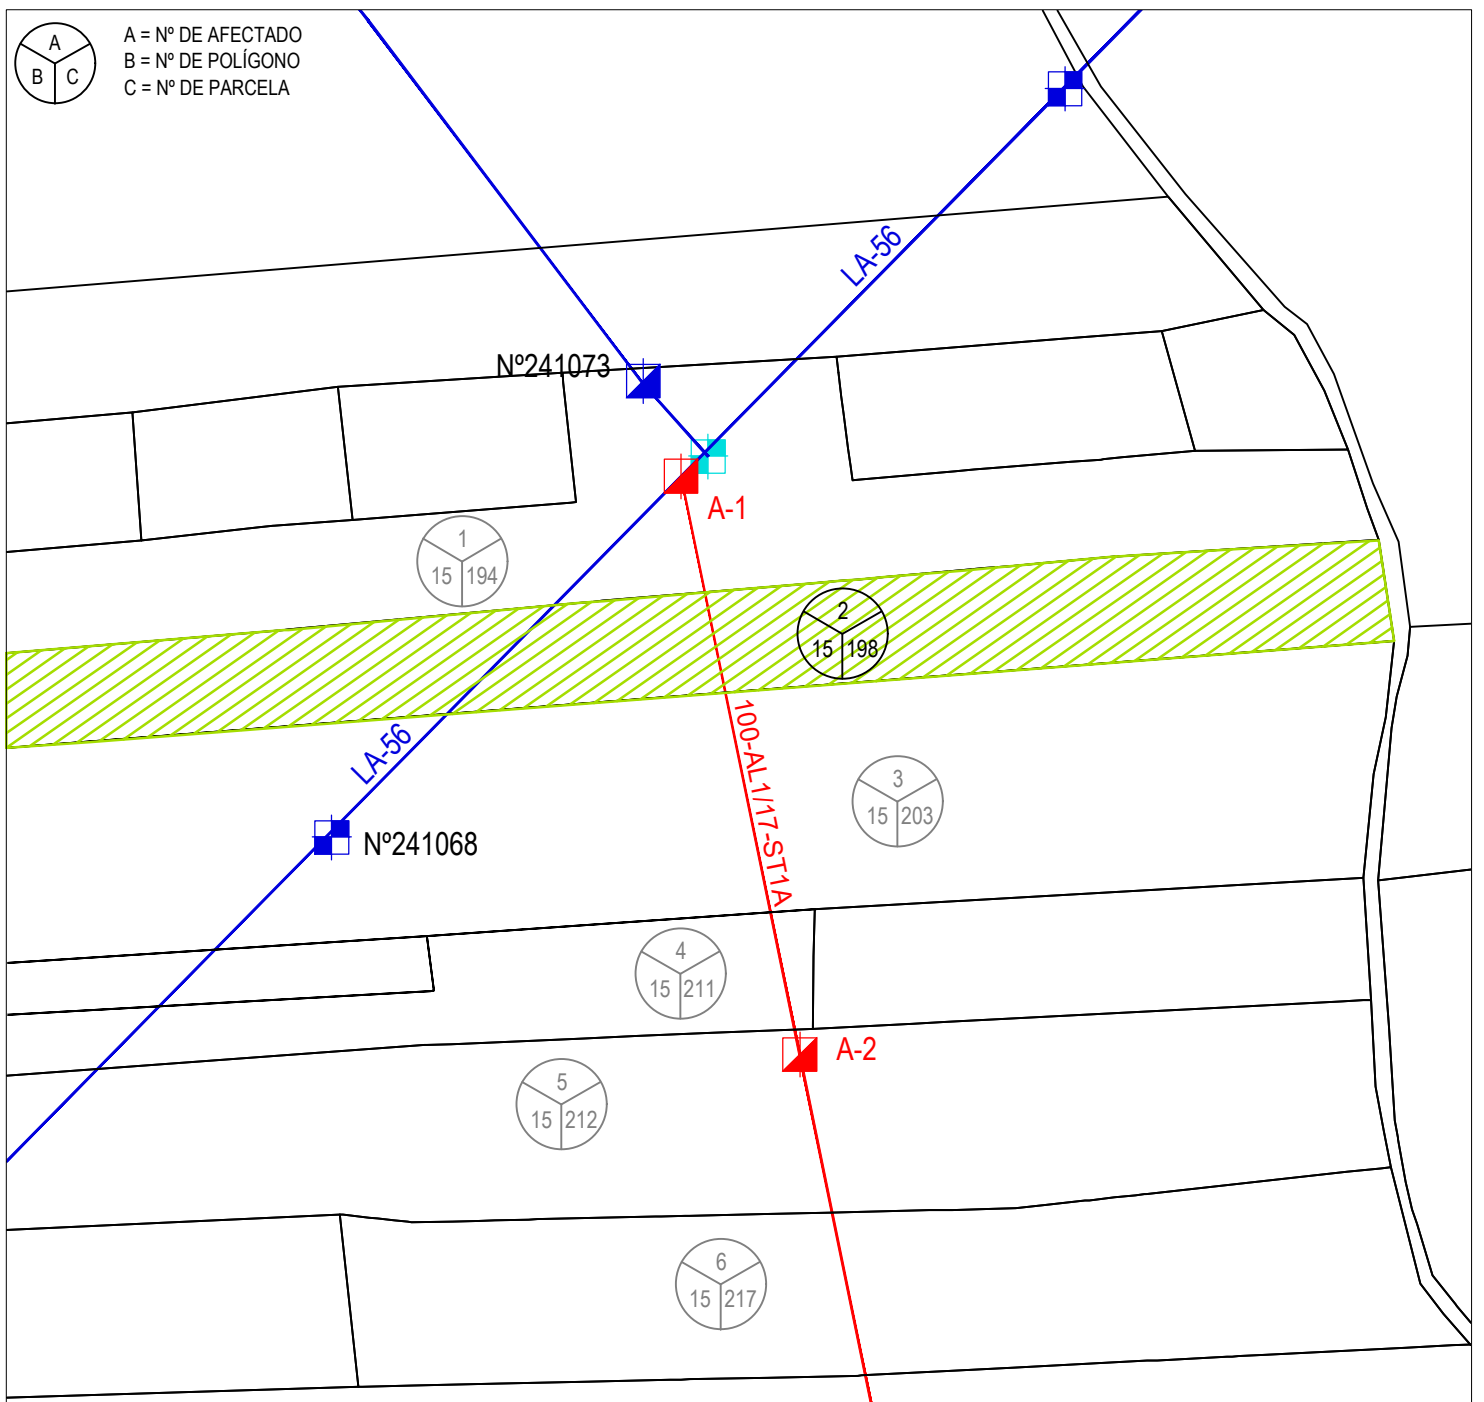 A
B C
A = Nº DE AFECTADO
B = Nº DE POLÍGONO
C = Nº DE PARCELA
LA-56
Nº241073
A-1
1
15 194
2
15 198
100-AL1/17-ST1A
LA-56
3
15 203
Nº241068
4
15 211
A-2
5
15 212
6
15 217